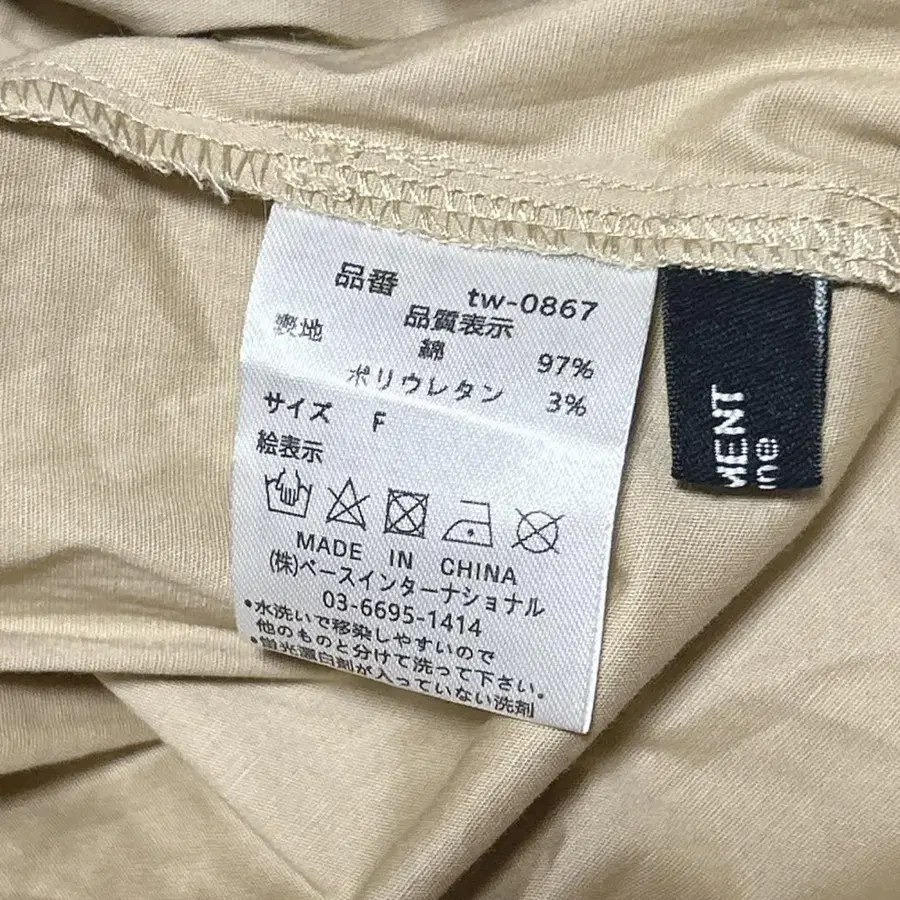 品番 tw-0867
品質表示
表地 綿 97%
ポリウレタン 3%
サイズ F
絵表示
MADE IN CHINA
(株)ベースインターナショナル
03-6695-1414
•水洗いで移染しやすいので
他のものと分けて洗って下さい。
•蛍光漂白剤が入っていない洗剤
MENT